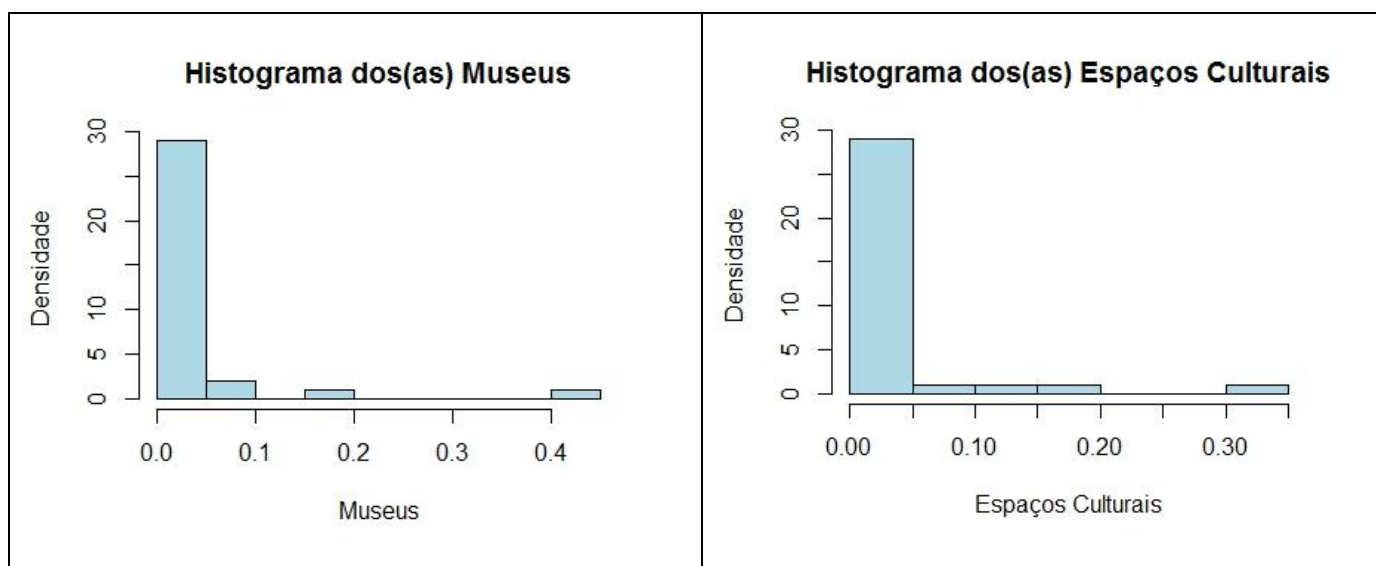 Histograma dos(as) Museus
30
20
10
5
0
Densidade
0.0 0.1 0.2 0.3 0.4
Museus
Histograma dos(as) Espaços Culturais
30
20
10
5
0
Densidade
0.00 0.10 0.20 0.30
Espaços Culturais